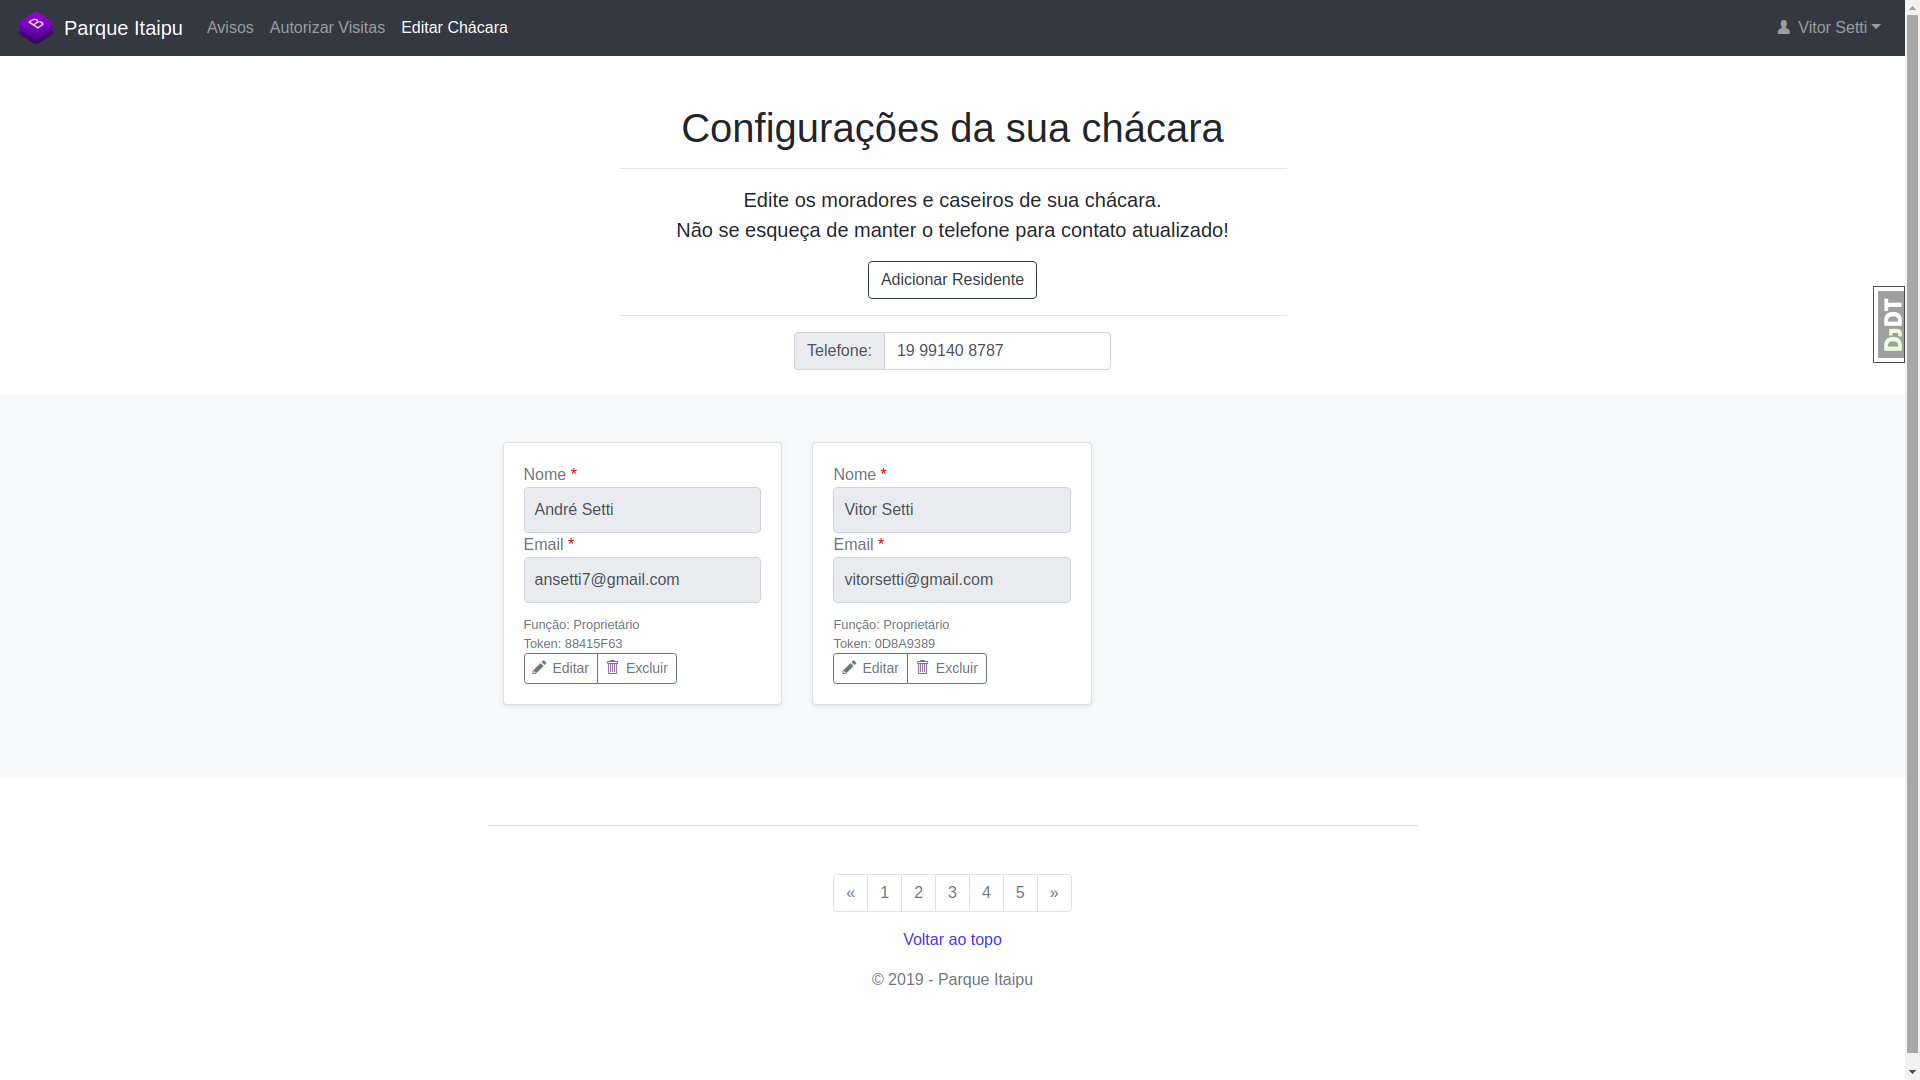 Parque Itaipu Avisos Autorizar Visitas Editar Chácara Vitor Setti
Configurações da sua chácara
Edite os moradores e caseiros de sua chácara.
Não se esqueça de manter o telefone para contato atualizado!
Adicionar Residente
DjDT
Telefone: 19 99140 8787
Nome *
André Setti
Email *
ansetti7@gmail.com
Função: Proprietário
Token: 88415F63
Editar Excluir
Nome *
Vitor Setti
Email *
vitorsetti@gmail.com
Função: Proprietário
Token: 0D8A9389
Editar Excluir
« 1 2 3 4 5 »
Voltar ao topo
© 2019 - Parque Itaipu